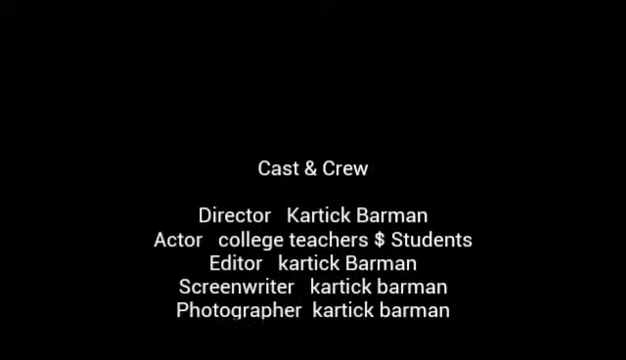 Cast & Crew
Director Kartick Barman
Actor college teachers $ Students
Editor kartick Barman
Screenwriter kartick barman
Photographer kartick barman